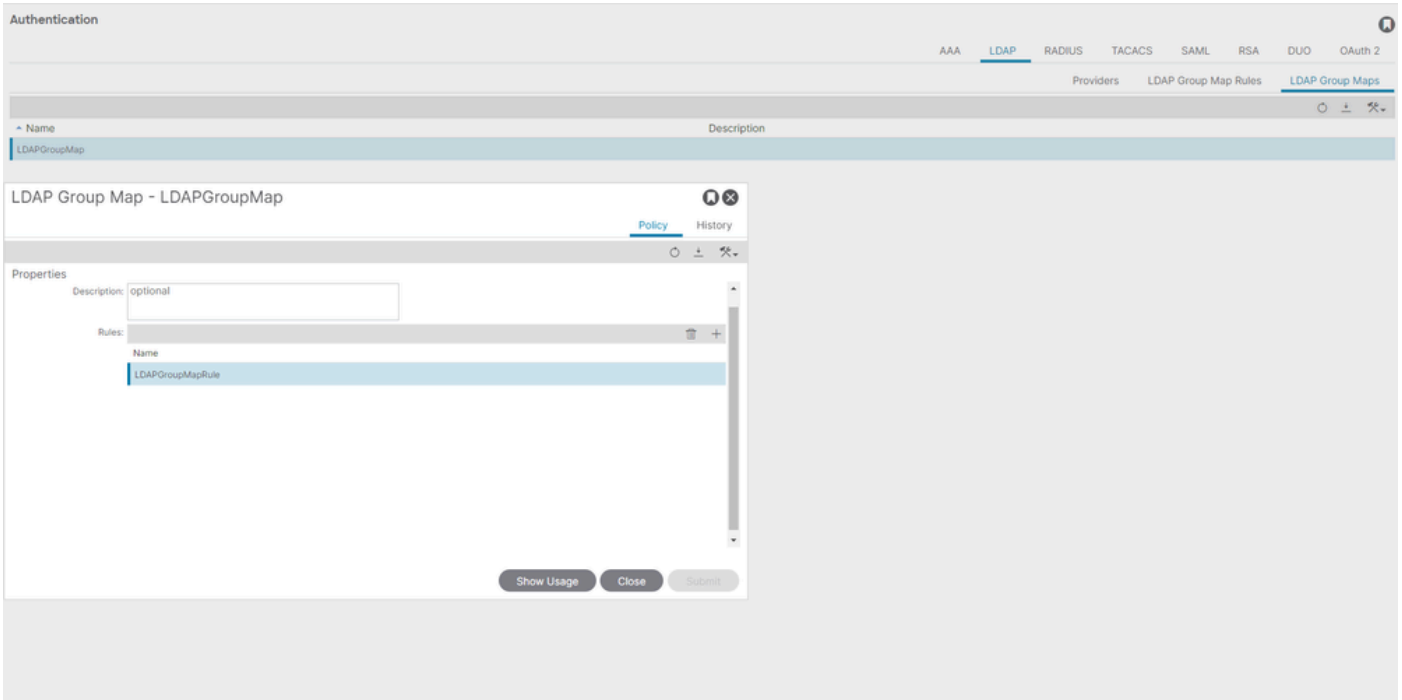 Authentication
AAA LDAP RADIUS TACACS SAML RSA DUO OAuth 2
Providers LDAP Group Map Rules LDAP Group Maps
Name Description
LDAPGroupMap
LDAP Group Map - LDAPGroupMap
Policy History
Properties
Description: optional
Rules:
Name
LDAPGroupMapRule
Show Usage Close Submit